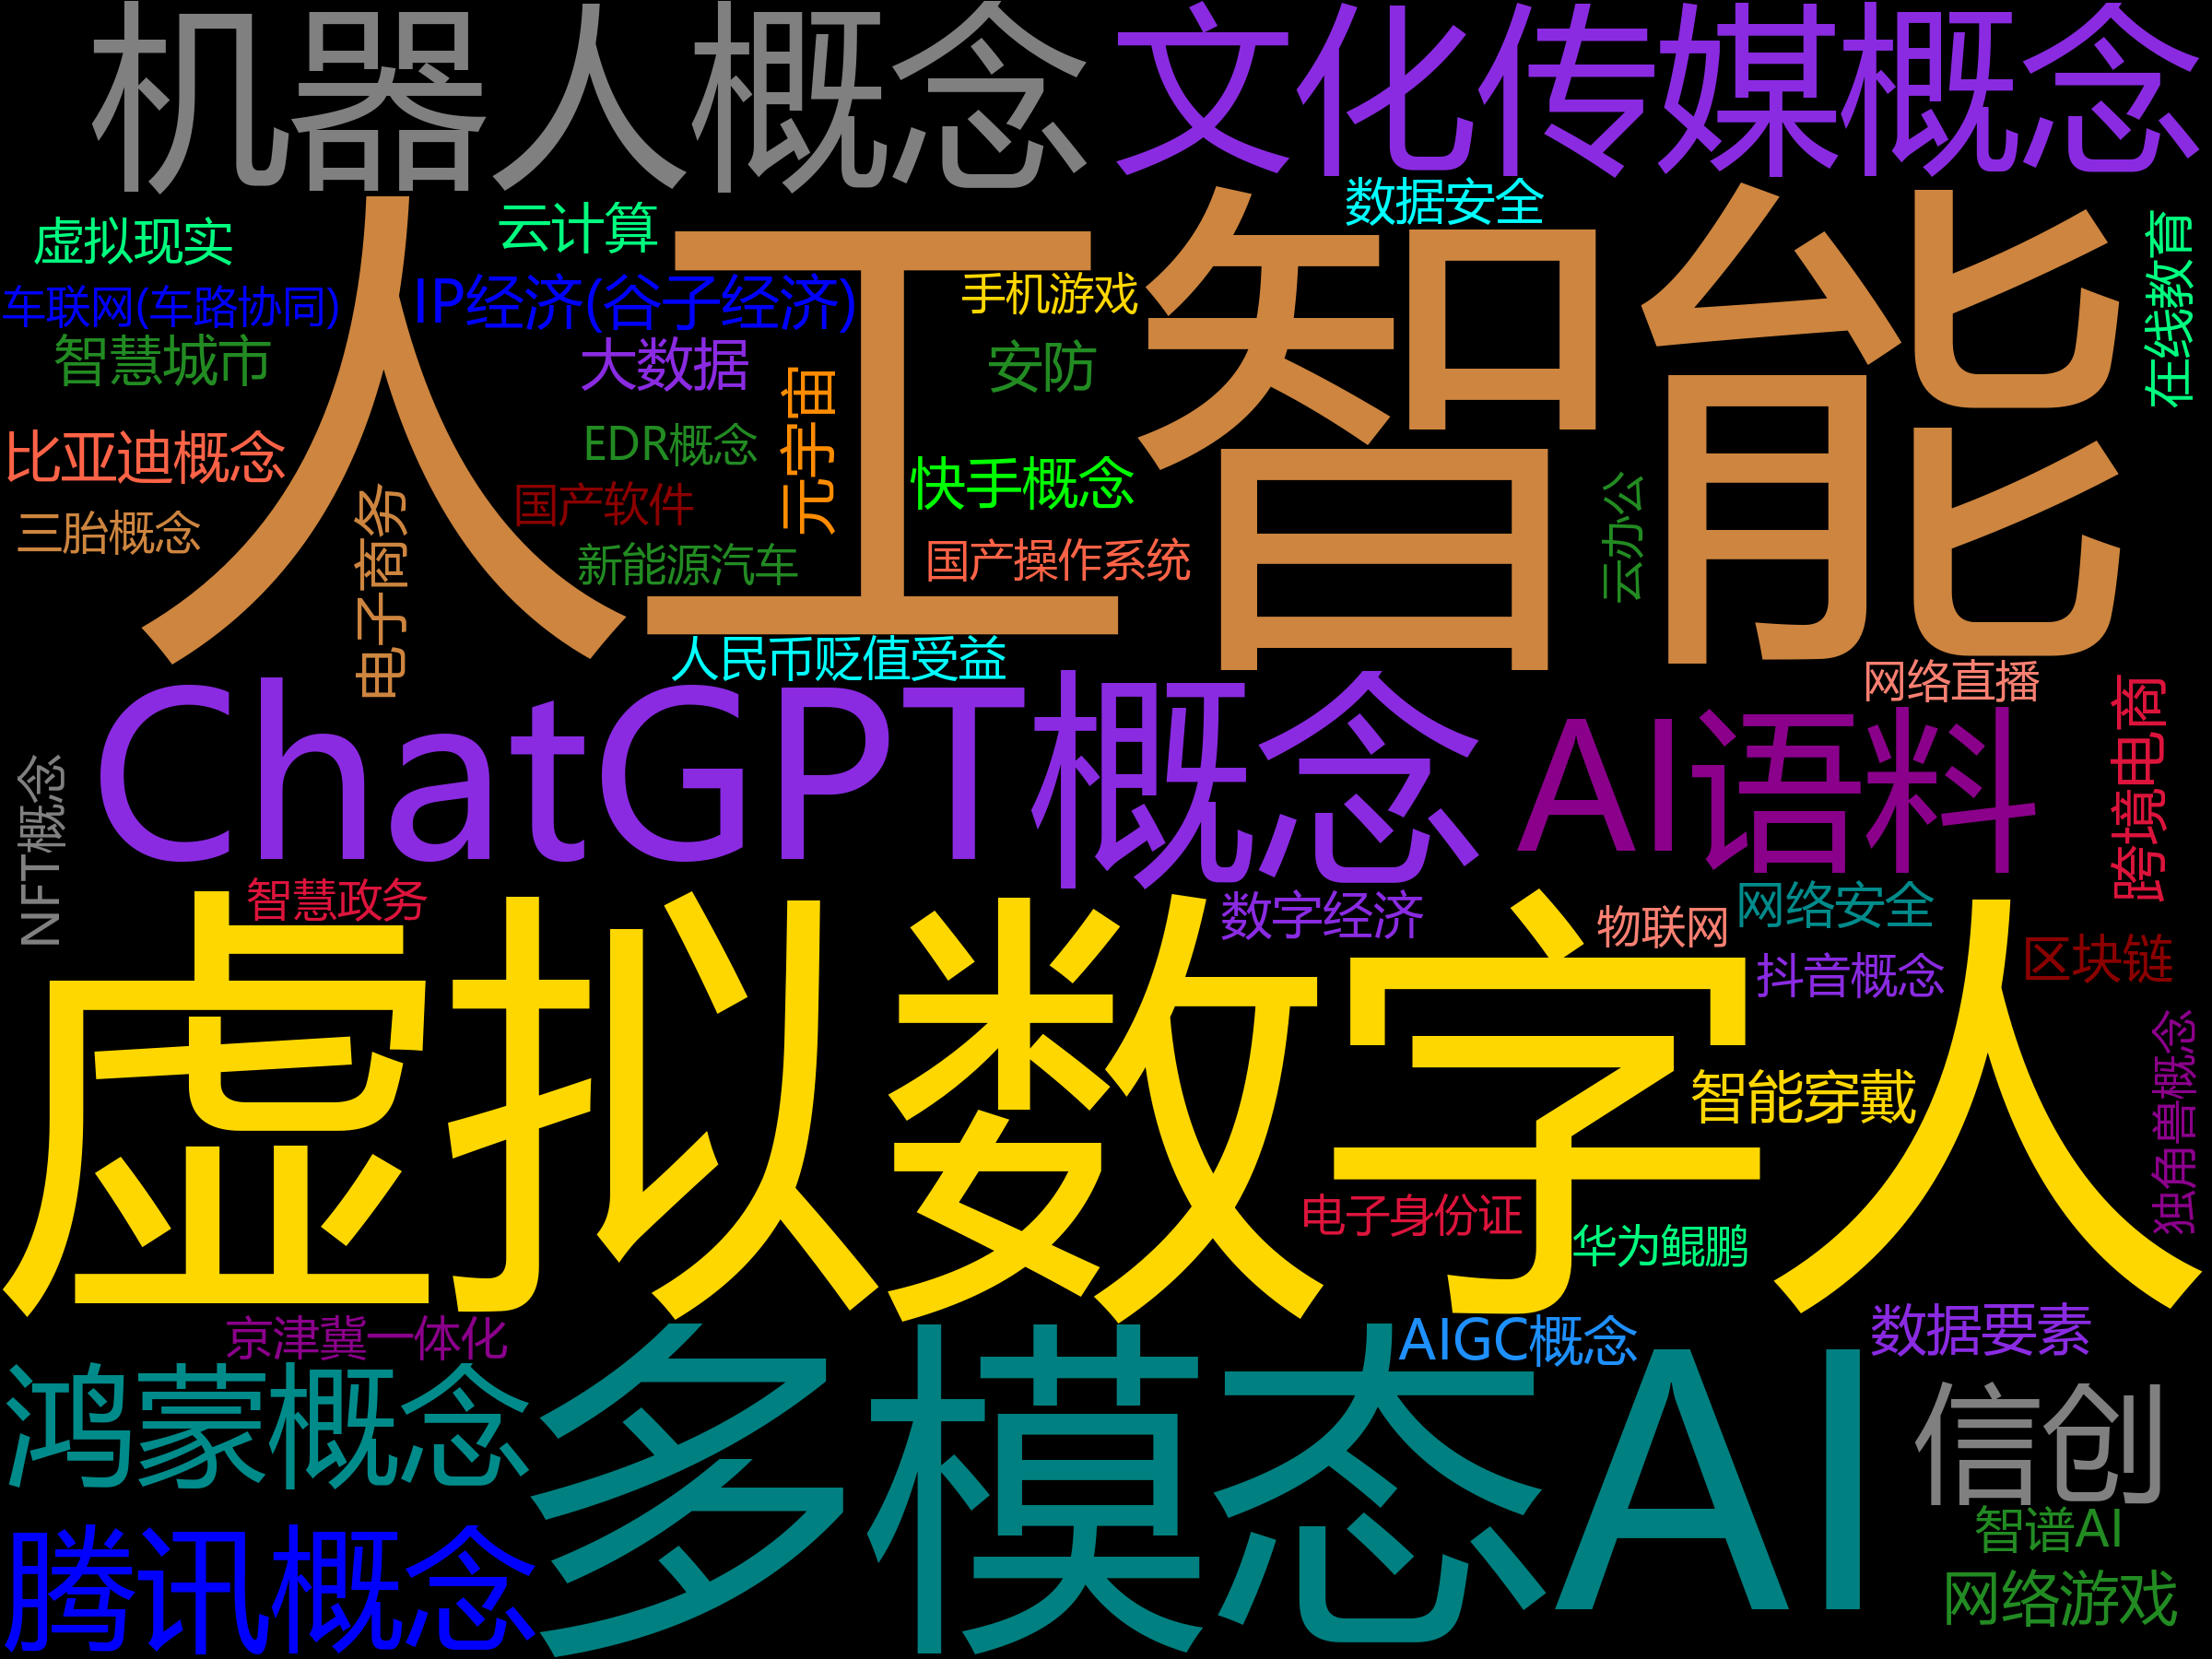 机器人概念
文化传媒概念
虚拟现实
云计算
数据安全
在线教育
车联网(车路协同)
IP经济(谷子经济)
手机游戏
人工智能
智慧城市
大数据
安防
元宇宙
比亚迪概念
EDR概念
快手概念
云办公
三胎概念
电子商务
国产软件
新能源汽车
国产操作系统
人民币贬值受益
网络直播
跨境电商
ChatGPT概念
AI语料
NFT概念
智慧政务
数字经济
物联网
网络安全
抖音概念
区块链
虚拟数字人
智能穿戴
独角兽概念
电子身份证
华为鲲鹏
京津冀一体化
AIGC概念
数据要素
鸿蒙概念
多模态AI
信创
腾讯概念
智谱AI
网络游戏